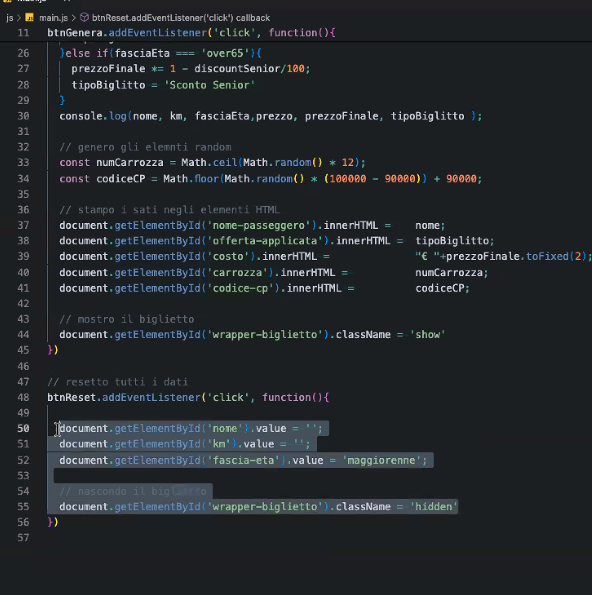 js > main.js > btnReset.addEventListener('click') callback
11 btnGenera.addEventListener('click', function(){
26 }else if(fasciaEta === 'over65'){
27 prezzoFinale *= 1 - discountSenior/100;
28 tipoBiglitto = 'Sconto Senior'
29 }
30 console.log(nome, km, fasciaEta,prezzo, prezzoFinale, tipoBiglitto );
31
32 // genero gli elemnti random
33 const numCarrozza = Math.ceil(Math.random() * 12);
34 const codiceCP = Math.floor(Math.random() * (100000 - 90000)) + 90000;
35
36 // stampo i sati negli elementi HTML
37 document.getElementById('nome-passeggero').innerHTML = nome;
38 document.getElementById('offerta-applicata').innerHTML = tipoBiglitto;
39 document.getElementById('costo').innerHTML = "€ "+prezzoFinale.toFixed(2);
40 document.getElementById('carrozza').innerHTML = numCarrozza;
41 document.getElementById('codice-cp').innerHTML = codiceCP;
42
43 // mostro il biglietto
44 document.getElementById('wrapper-biglietto').className = 'show'
45 })
46
47 // resetto tutti i dati
48 btnReset.addEventListener('click', function(){
49
50 document.getElementById('nome').value = '';
51 document.getElementById('km').value = '';
52 document.getElementById('fascia-eta').value = 'maggiorenne';
53
54 // nascondo il biglietto
55 document.getElementById('wrapper-biglietto').className = 'hidden'
56 })
57